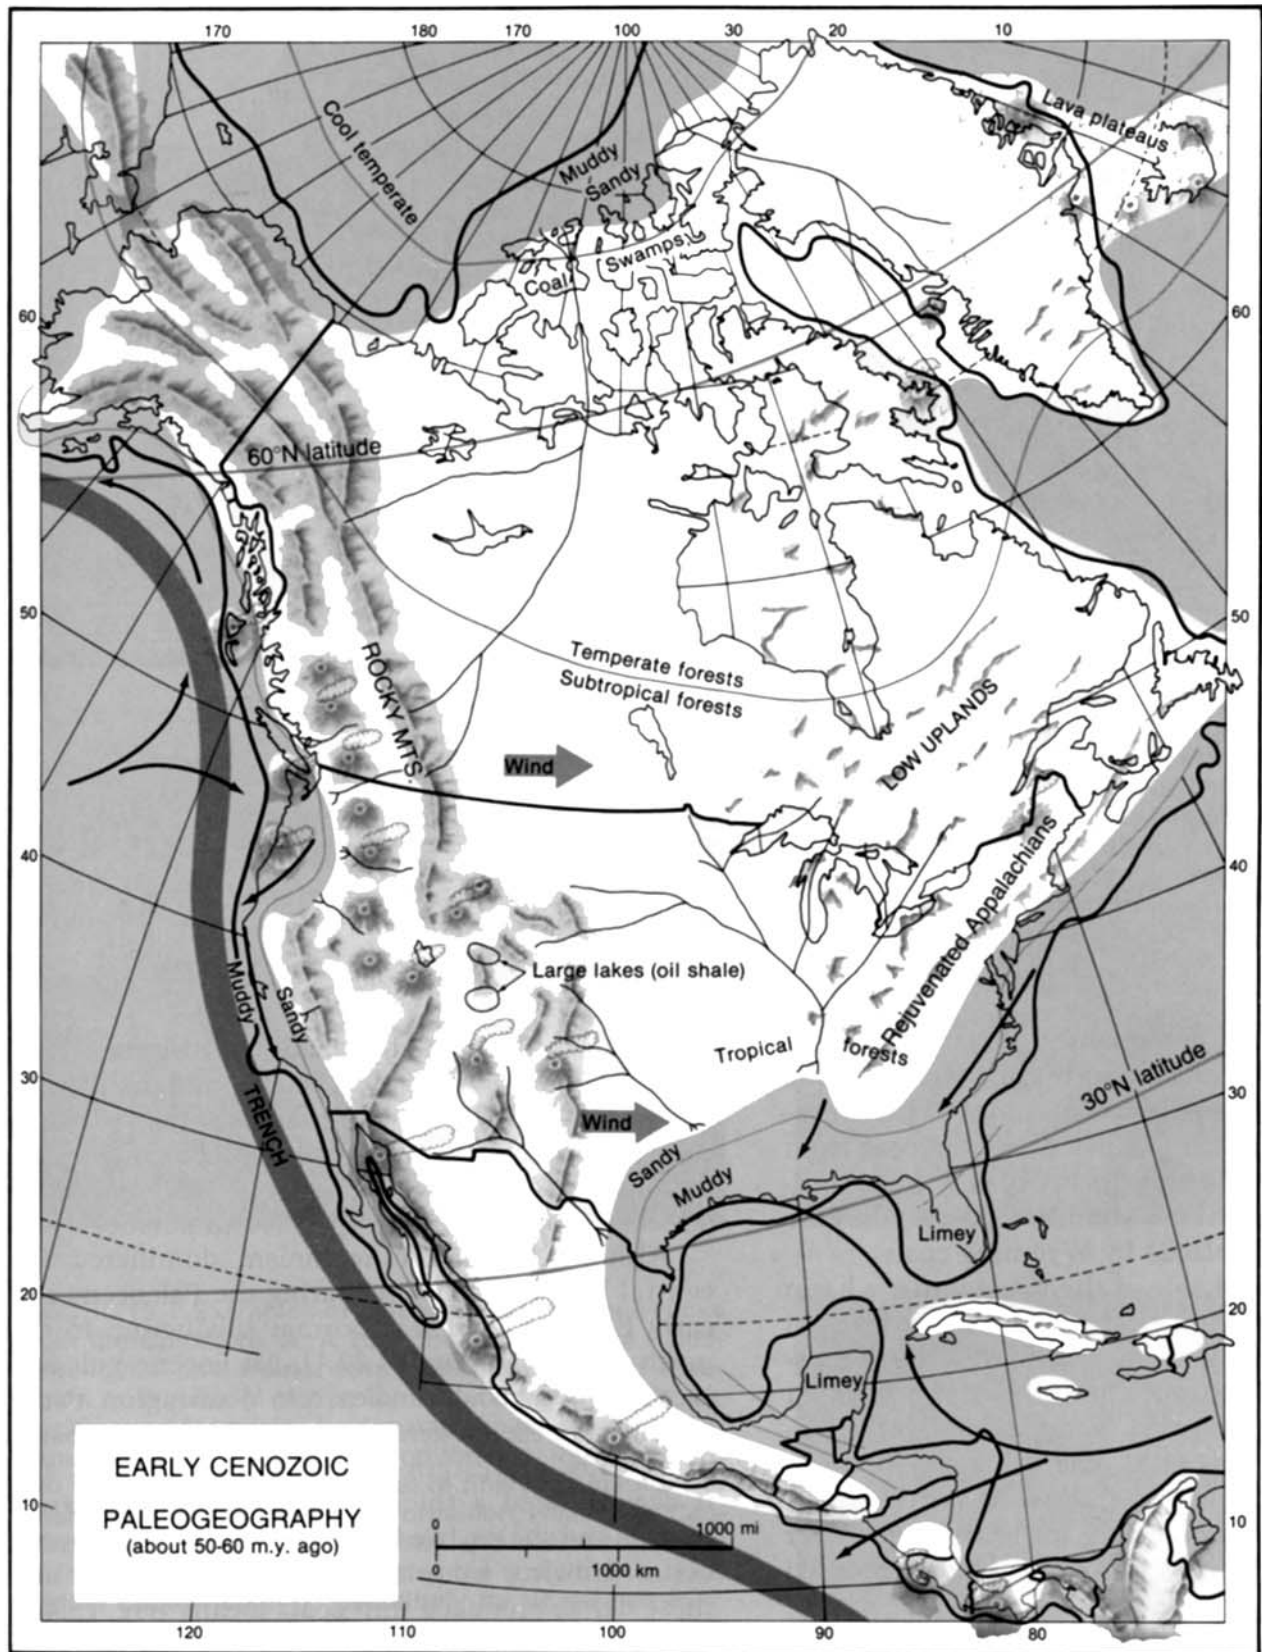 170
180
170
100
30
20
10
Cool temperate
Muddy
Sandy
Lava plateaus
Swamps
Coal
60
60
60°N latitude
50
50
ROCKY MTS.
Temperate forests
Subtropical forests
LOW UPLANDS
Wind
Rejuvenated Appalachians
40
40
Muddy
Sandy
Large lakes (oil shale)
Tropical forests
30
30
30°N latitude
TRENCH
Wind
Sandy
Muddy
Limey
20
20
Limey
EARLY CENOZOIC
PALEOGEOGRAPHY
(about 50-60 m.y. ago)
10
10
0
1000 mi
0
1000 km
120
110
100
90
80